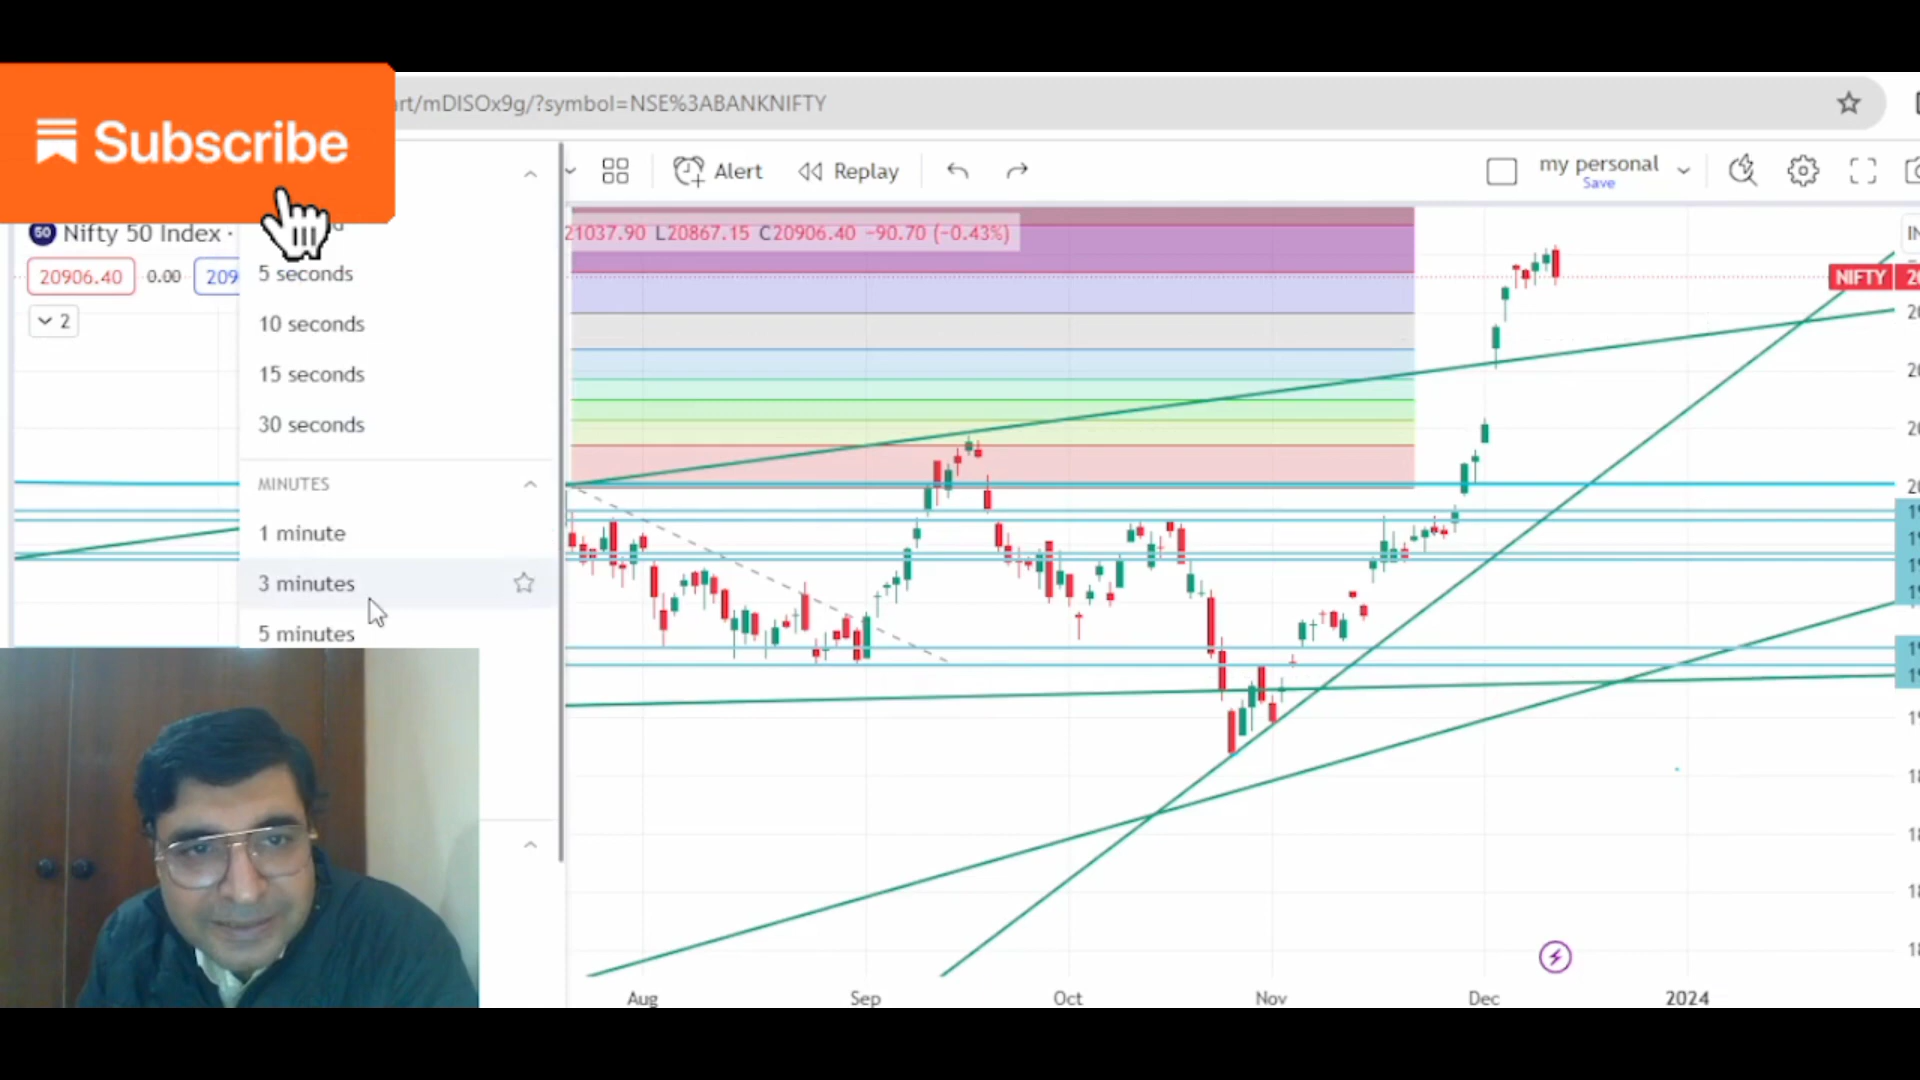 art/mDISOx9g/?symbol=NSE%3ABANKNIFTY
Subscribe
Alert
Replay
my personal
Save
50 Nifty 50 Index ·
21037.90 L20867.15 C20906.40 −90.70 (−0.43%)
20906.40
0.00
209
2
5 seconds
10 seconds
15 seconds
30 seconds
MINUTES
1 minute
3 minutes
5 minutes
NIFTY
Aug
Sep
Oct
Nov
Dec
2024